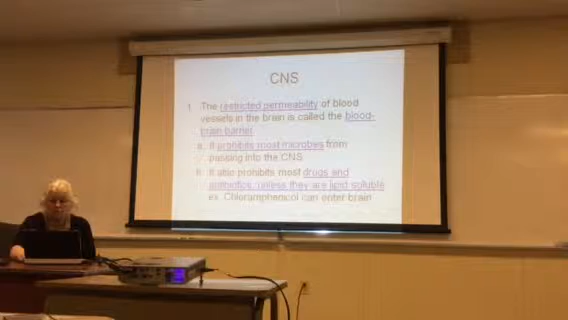 CNS
1. The restricted permeability of blood
vessels in the brain is called the blood-
brain barrier
a. It prohibits most microbes from
passing into the CNS
b. It also prohibits most drugs and
antibiotics, unless they are lipid soluble
ex. Chloramphenicol can enter brain